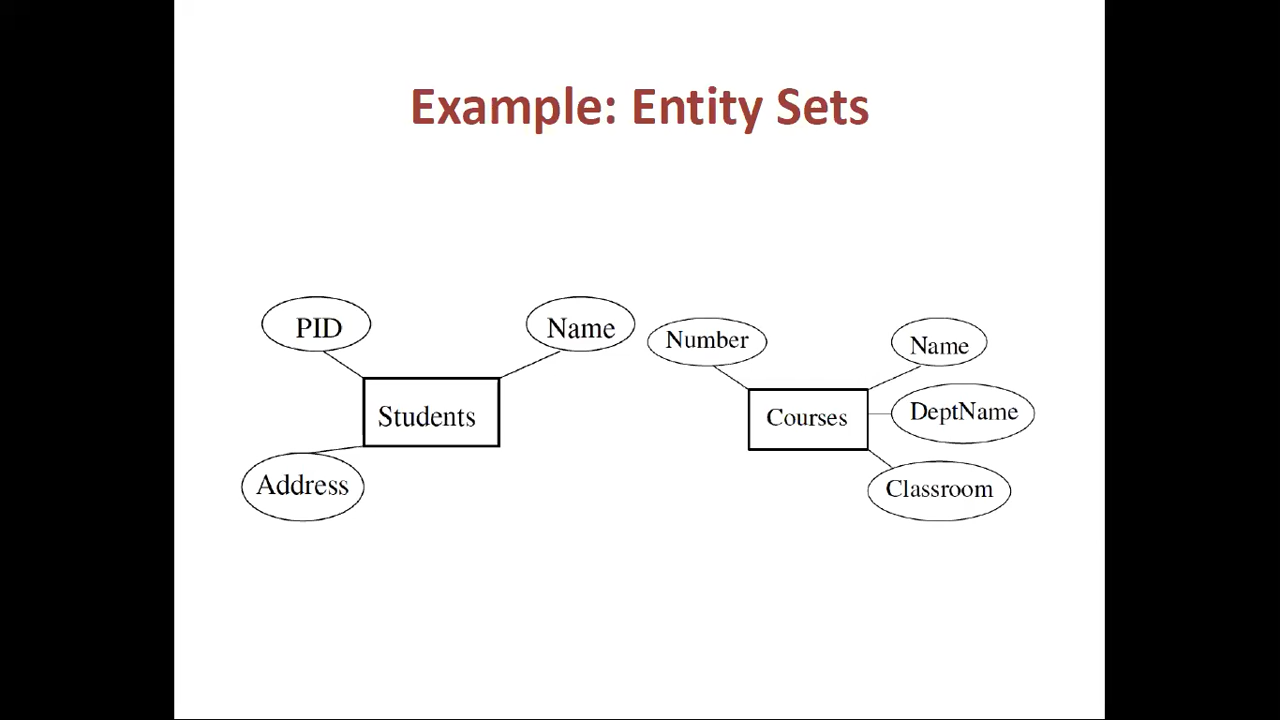 Example: Entity Sets
PID
Name
Students
Address
Number
Name
Courses
DeptName
Classroom